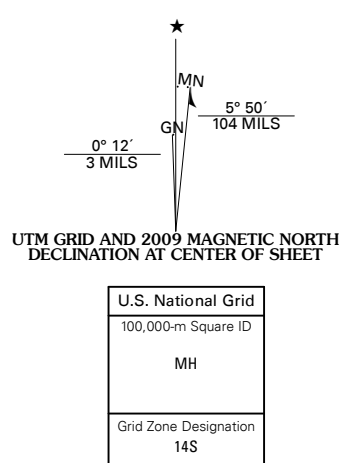 ★
MN
5° 50´
104 MILS
GN
0° 12´
3 MILS
UTM GRID AND 2009 MAGNETIC NORTH
DECLINATION AT CENTER OF SHEET
U.S. National Grid
100,000-m Square ID
MH
Grid Zone Designation
14S